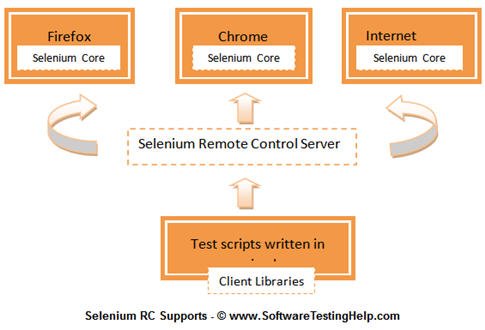 Firefox
Chrome
Internet
Selenium Core
Selenium Core
Selenium Core
Selenium Remote Control Server
Test scripts written in
Client Libraries
Selenium RC Supports - © www.SoftwareTestingHelp.com